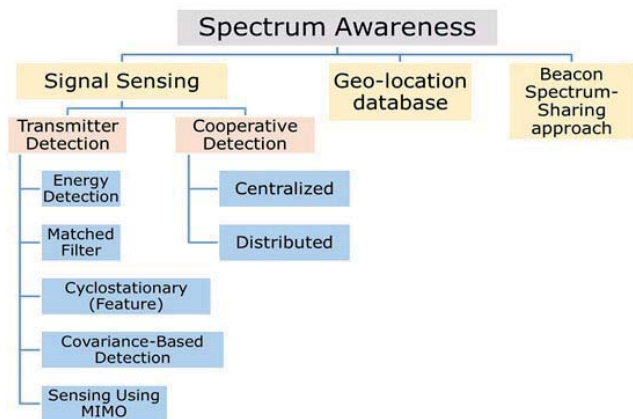 Spectrum Awareness
Signal Sensing
Geo-location
database
Beacon
Spectrum-
Sharing
approach
Transmitter
Detection
Cooperative
Detection
Energy
Detection
Matched
Filter
Cyclostationary
(Feature)
Covariance-Based
Detection
Sensing Using
MIMO
Centralized
Distributed